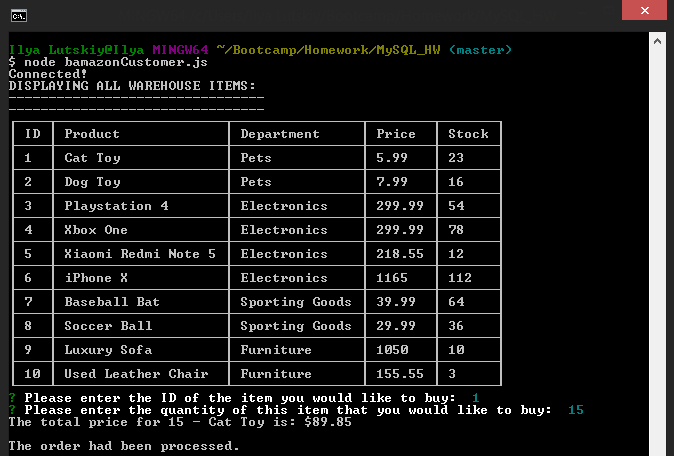 C:\.
Ilya Lutskiy@Ilya MINGW64 ~/Bootcamp/Homework/MySQL_HW (master)
$ node bamazonCustomer.js
Connected!
DISPLAYING ALL WAREHOUSE ITEMS:
--------------------------------
--------------------------------
ID Product Department Price Stock
1 Cat Toy Pets 5.99 23
2 Dog Toy Pets 7.99 16
3 Playstation 4 Electronics 299.99 54
4 Xbox One Electronics 299.99 78
5 Xiaomi Redmi Note 5 Electronics 218.55 12
6 iPhone X Electronics 1165 112
7 Baseball Bat Sporting Goods 39.99 64
8 Soccer Ball Sporting Goods 29.99 36
9 Luxury Sofa Furniture 1050 10
10 Used Leather Chair Furniture 155.55 3
? Please enter the ID of the item you would like to buy: 1
? Please enter the quantity of this item that you would like to buy: 15
The total price for 15 - Cat Toy is: $89.85
The order had been processed.